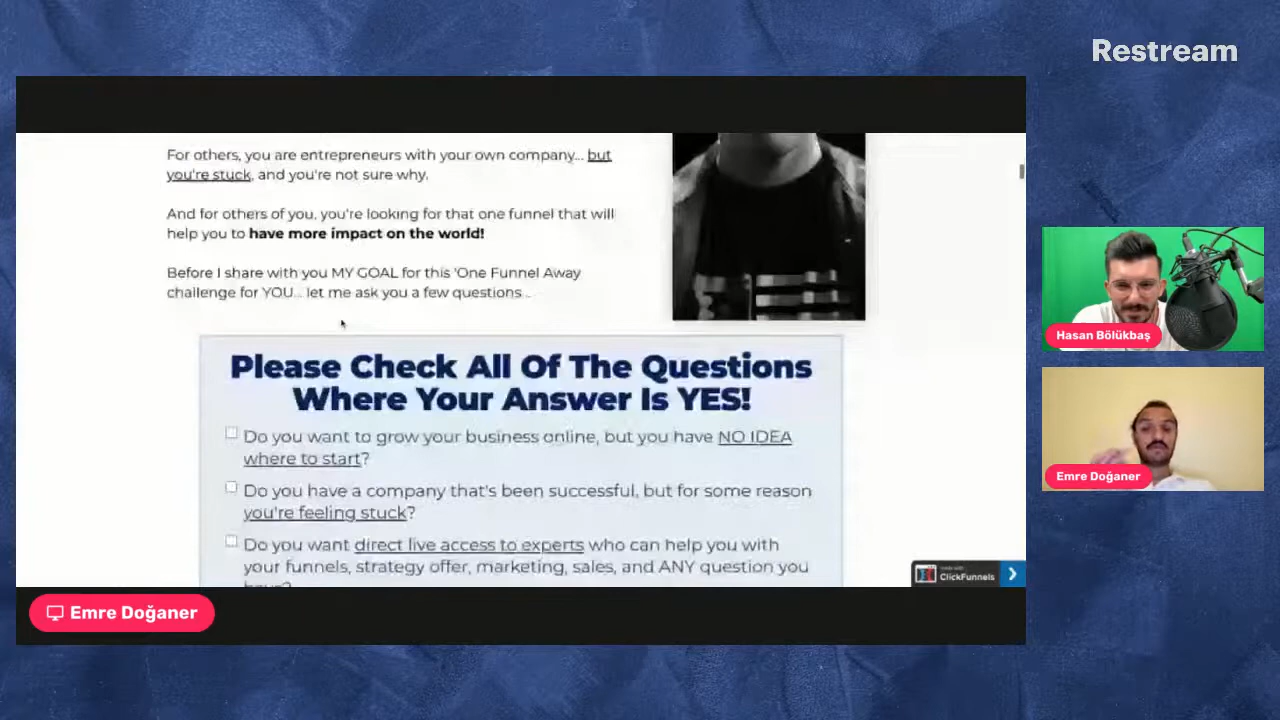 Restream
For others, you are entrepreneurs with your own company... but
you're stuck, and you're not sure why.
And for others of you, you're looking for that one funnel that will
help you to have more impact on the world!
Before I share with you MY GOAL for this 'One Funnel Away
challenge for YOU... let me ask you a few questions...
Please Check All Of The Questions
Where Your Answer Is YES!
Do you want to grow your business online, but you have NO IDEA
where to start?
Do you have a company that's been successful, but for some reason
you're feeling stuck?
Do you want direct live access to experts who can help you with
your funnels, strategy offer, marketing, sales, and ANY question you
ClickFunnels
Hasan Bölükbaş
Emre Doğaner
Emre Doğaner